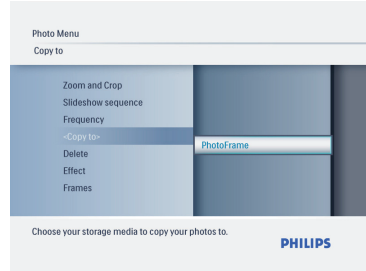 Photo Menu
Copy to
Zoom and Crop
Slideshow sequence
Frequency
<Copy to>
PhotoFrame
Delete
Effect
Frames
Choose your storage media to copy your photos to.
PHILIPS